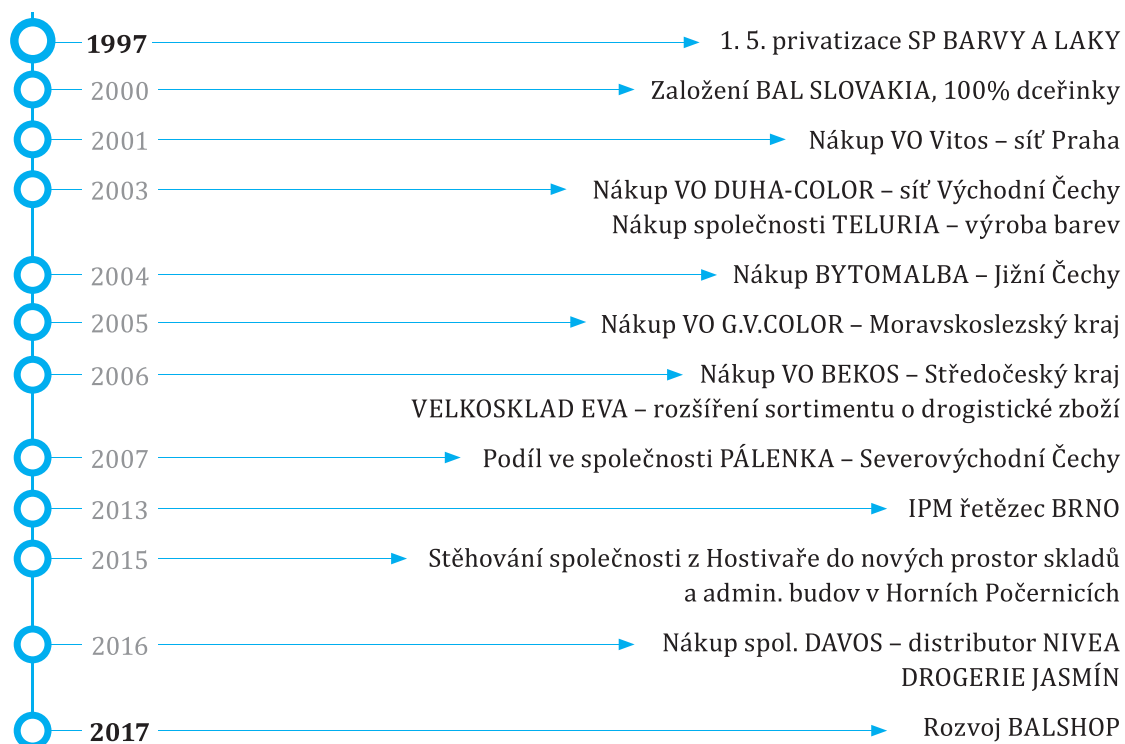 1997 1. 5. privatizace SP BARVY A LAKY
2000 Založení BAL SLOVAKIA, 100% dceřinky
2001 Nákup VO Vitos – síť Praha
2003 Nákup VO DUHA-COLOR – síť Východní Čechy
Nákup společnosti TELURIA – výroba barev
2004 Nákup BYTOMALBA – Jižní Čechy
2005 Nákup VO G.V.COLOR – Moravskoslezský kraj
2006 Nákup VO BEKOS – Středočeský kraj
VELKOSKLAD EVA – rozšíření sortimentu o drogistické zboží
2007 Podíl ve společnosti PÁLENKA – Severovýchodní Čechy
2013 IPM řetězec BRNO
2015 Stěhování společnosti z Hostivaře do nových prostor skladů
a admin. budov v Horních Počernicích
2016 Nákup spol. DAVOS – distributor NIVEA
DROGERIE JASMÍN
2017 Rozvoj BALSHOP